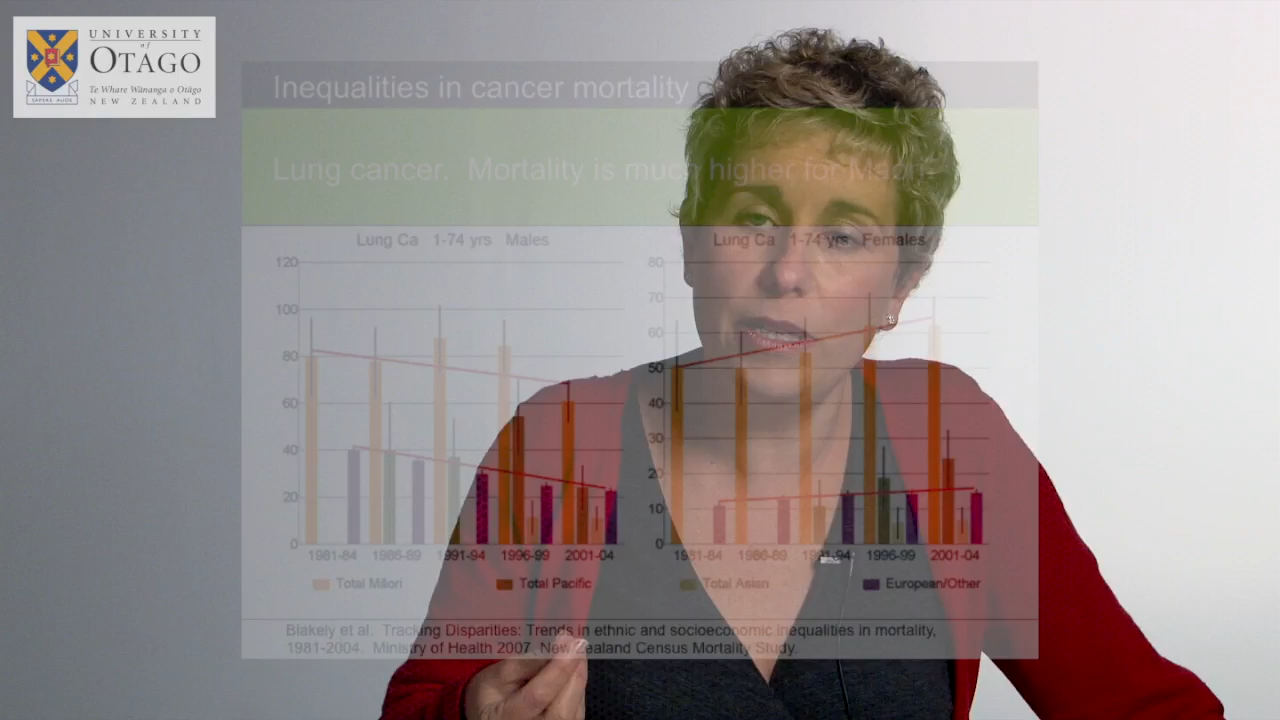 UNIVERSITY
of
OTAGO
Te Whare Wānanga o Otāgo
NEW ZEALAND
SAPERE AUDE
Inequalities in cancer mortality
Lung cancer. Mortality is much higher for Maori
Lung Ca 1-74 yrs Males
120
100
80
60
40
20
0
1981-84 1986-89 1991-94 1996-99 2001-04
Lung Ca 1-74 yrs Females
80
70
60
50
40
30
20
10
0
1981-84 1986-89 1991-94 1996-99 2001-04
Total Māori Total Pacific Total Asian European/Other
Blakely et al. Tracking Disparities: Trends in ethnic and socioeconomic inequalities in mortality,
1981-2004. Ministry of Health 2007, New Zealand Census Mortality Study.